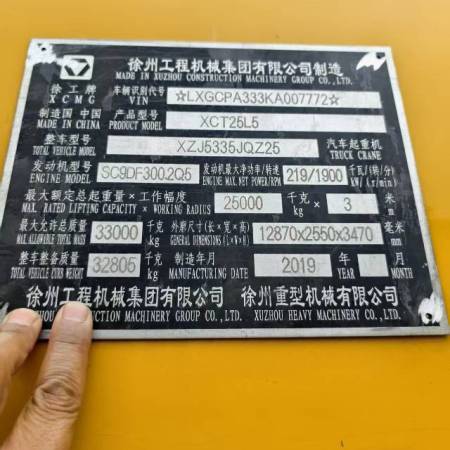 徐州工程机械集团有限公司制造
MADE IN XUZHOU CONSTRUCTION MACHINERY GROUP CO., LTD.
徐工牌 车辆识别代号 ☆LXGCPA333KA007772☆
XCMG VIN
制造国 中国 产品型号 XCT25L5
MADE IN CHINA PRODUCT MODEL
整车型号 XZJ5335JQZ25 汽车起重机
TOTAL VEHICLE MODEL TRUCK CRANE
发动机型号 SC9DF300.2Q5 发动机最大净功率/转速 219/1900 千瓦(转/分)
ENGINE MODEL ENGINE MAX. NET POWER/RPM kW (r/min)
最大额定总起重量 × 工作幅度 25000 千克 × 3 米
MAX. RATED LIFTING CAPACITY × WORKING RADIUS kg m
最大允许总质量 33000 千克 外廓尺寸(长×宽×高) 12870x2550x3470 毫米
MAX. ALLOWABLE TOTAL MASS kg GENERAL DIMENSIONS (L×W×H) mm
整车整备质量 32805 千克 制造年月 2019 年 月
TOTAL VEHICLE CURB WEIGHT kg MANUFACTURING DATE YEAR MONTH
徐州工程机械集团有限公司 徐州重型机械有限公司
CONSTRUCTION MACHINERY GROUP CO., LTD. XUZHOU HEAVY MACHINERY CO., LTD.